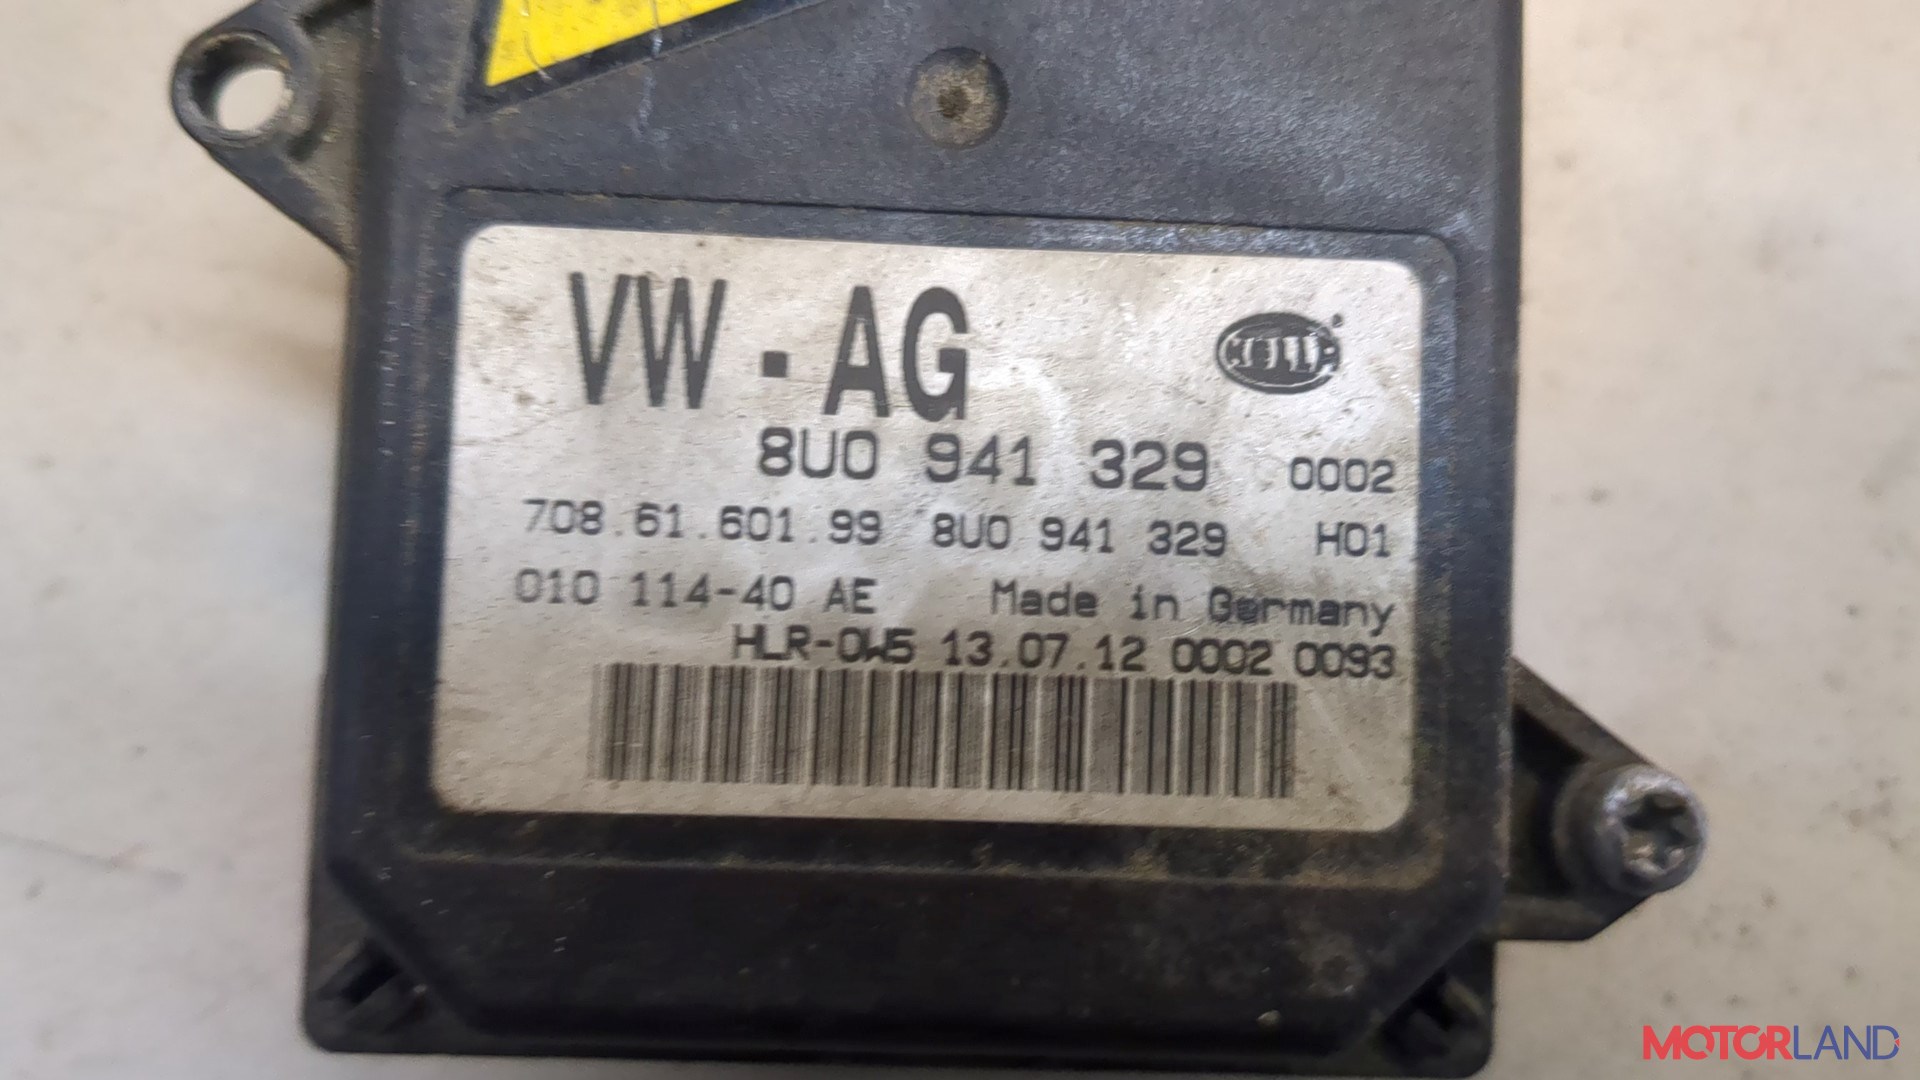 VW - AG HELLA
8U0 941 329 0002
708.61.601.99 8U0 941 329 H01
010 114-40 AE Made in Germany
HLR-0W5 13.07.12 0002 0093
MOTORLAND